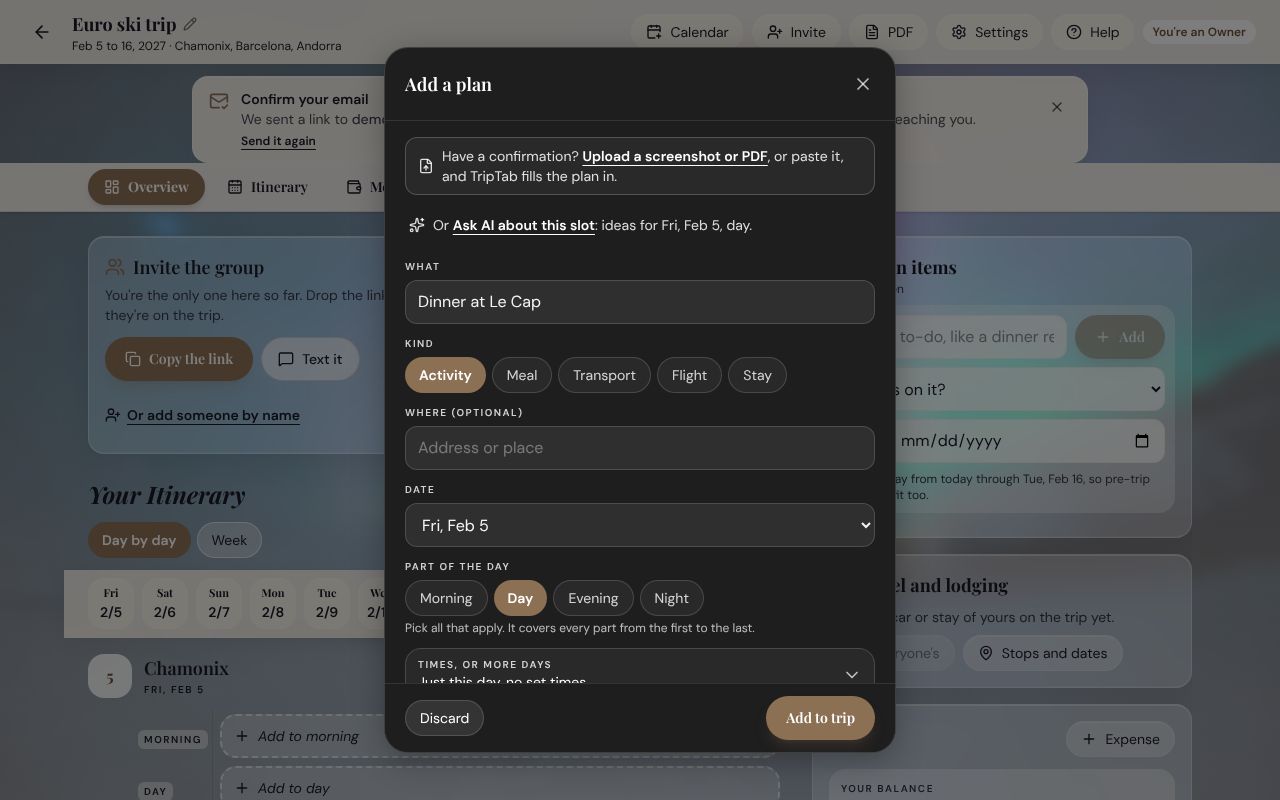 Euro ski trip
Feb 5 to 16, 2027 · Chamonix, Barcelona, Andorra
Calendar
Invite
PDF
Settings
Help
You're an Owner
Confirm your email
We sent a link to
eaching you.
Send it again
Overview
Itinerary
Invite the group
You're the only one here so far. Drop the
they're on the trip.
Copy the link
Text it
Or add someone by name
Your Itinerary
Day by day
Week
Fri
2/5
Sat
2/6
Sun
2/7
Mon
2/8
Tue
2/9
5
Chamonix
FRI, FEB 5
MORNING
+ Add to morning
DAY
+ Add to day
Add a plan
Have a confirmation? Upload a screenshot or PDF, or paste it,
and TripTab fills the plan in.
Or Ask AI about this slot: ideas for Fri, Feb 5, day.
WHAT
Dinner at Le Cap
KIND
Activity
Meal
Transport
Flight
Stay
WHERE (OPTIONAL)
Address or place
DATE
Fri, Feb 5
PART OF THE DAY
Morning
Day
Evening
Night
Pick all that apply. It covers every part from the first to the last.
TIMES, OR MORE DAYS
Just this day, no set times
Discard
Add to trip
items
to-do, like a dinner re
+ Add
on it?
mm/dd/yyyy
from today through Tue, Feb 16, so pre-trip
it too.
and lodging
car or stay of yours on the trip yet.
Stops and dates
+ Expense
YOUR BALANCE